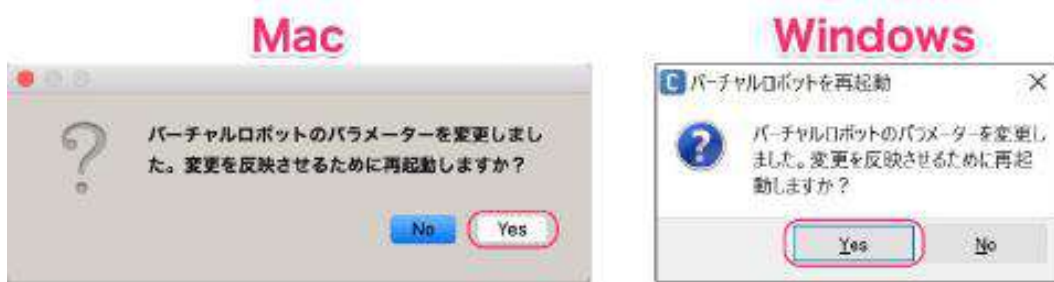 Mac
バーチャルロボットのパラメーターを変更しまし
た。変更を反映させるために再起動しますか？
No
Yes
Windows
C バーチャルロボットを再起動
バーチャルロボットのパラメーターを変更し
ました。変更を反映させるために再起
動しますか？
Yes
No